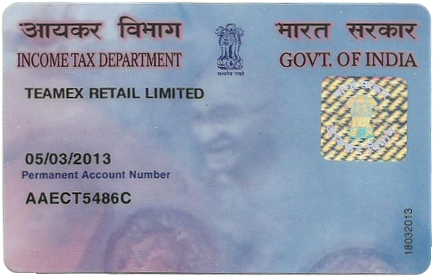 आयकर विभाग भारत सरकार
INCOME TAX DEPARTMENT GOVT. OF INDIA
सत्यमेव जयते
TEAMEX RETAIL LIMITED
05/03/2013
Permanent Account Number
AAECT5486C
18032013